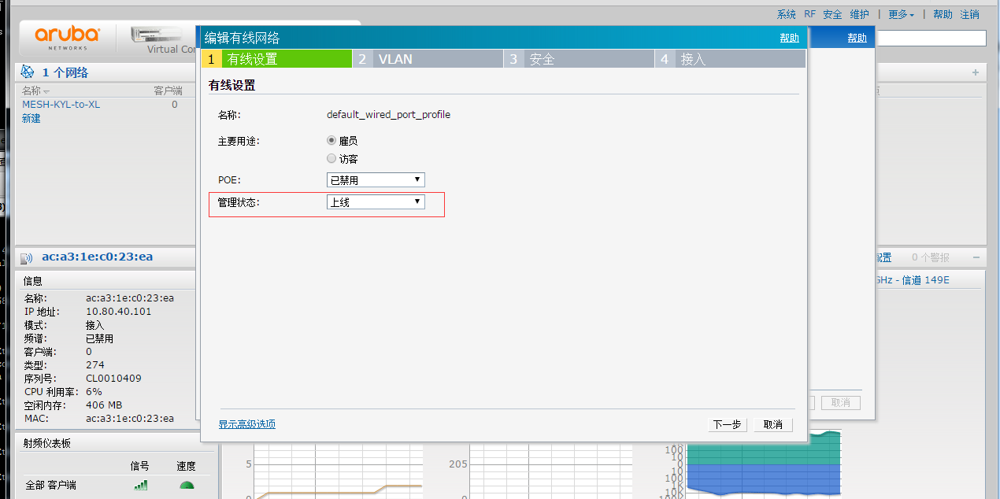 系统 RF 安全 维护 | 更多 | 帮助 注销
aruba
NETWORKS
Virtual Con
编辑有线网络 帮助
帮助
1 有线设置 2 VLAN 3 安全 4 接入
1 个网络
名称 客户端
MESH-KYL-to-XL 0
新建
有线设置
名称: default_wired_port_profile
主要用途: 雇员
访客
POE: 已禁用
管理状态: 上线
显示高级选项 下一步 取消
取消
ac:a3:1e:c0:23:ea
配置 0 个警报
GHz - 信道 149E
信息
名称: ac:a3:1e:c0:23:ea
IP 地址: 10.80.40.101
模式: 接入
频谱: 已禁用
客户端: 0
类型: 274
序列号: CL0010409
CPU 利用率: 6%
空闲内存: 406 MB
MAC: ac:a3:1e:c0:23:ea
射频仪表板
信号 速度
全部 客户端
5
0
205
0
100
10
10
100
1K
10K
100K